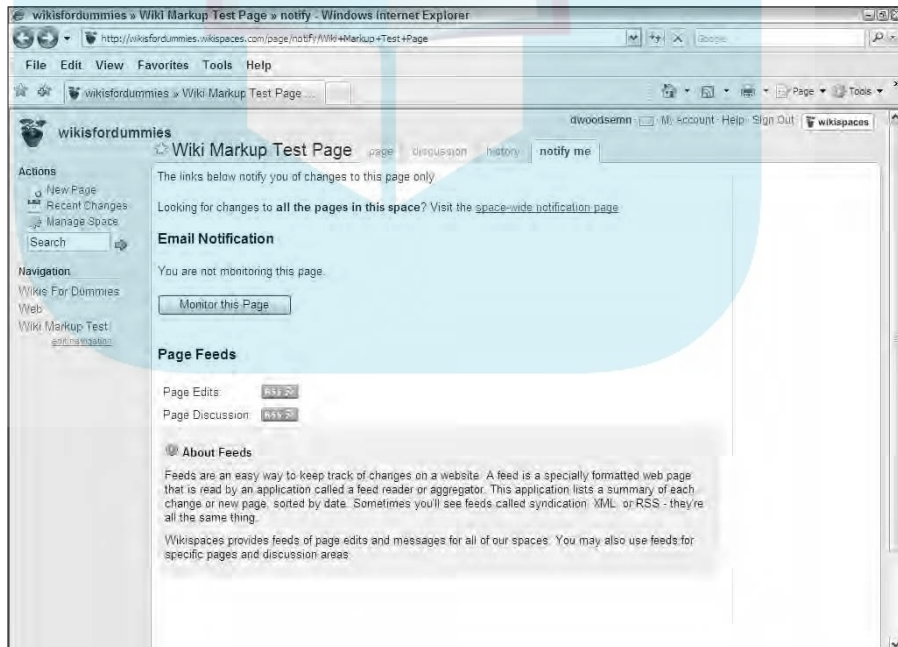 wikisfordummies » Wiki Markup Test Page » notify - Windows Internet Explorer
http://wikisfordummies.wikispaces.com/page/notify/Wiki+Markup+Test+Page
Google
File Edit View Favorites Tools Help
wikisfordummies » Wiki Markup Test Page ...
Page Tools
dwoodsemn My Account Help Sign Out wikispaces
wikisfordummies
Wiki Markup Test Page page discussion history notify me
Actions
New Page
Recent Changes
Manage Space
Search
Navigation
Wikis For Dummies
Web
Wiki Markup Test
edit navigation
The links below notify you of changes to this page only
Looking for changes to all the pages in this space? Visit the space-wide notification page
Email Notification
You are not monitoring this page.
Monitor this Page
Page Feeds
Page Edits RSS
Page Discussion RSS
About Feeds
Feeds are an easy way to keep track of changes on a website. A feed is a specially formatted web page
that is read by an application called a feed reader or aggregator. This application lists a summary of each
change or new page, sorted by date. Sometimes you'll see feeds called syndication, XML, or RSS - they're
all the same thing.
Wikispaces provides feeds of page edits and messages for all of our spaces. You may also use feeds for
specific pages and discussion areas